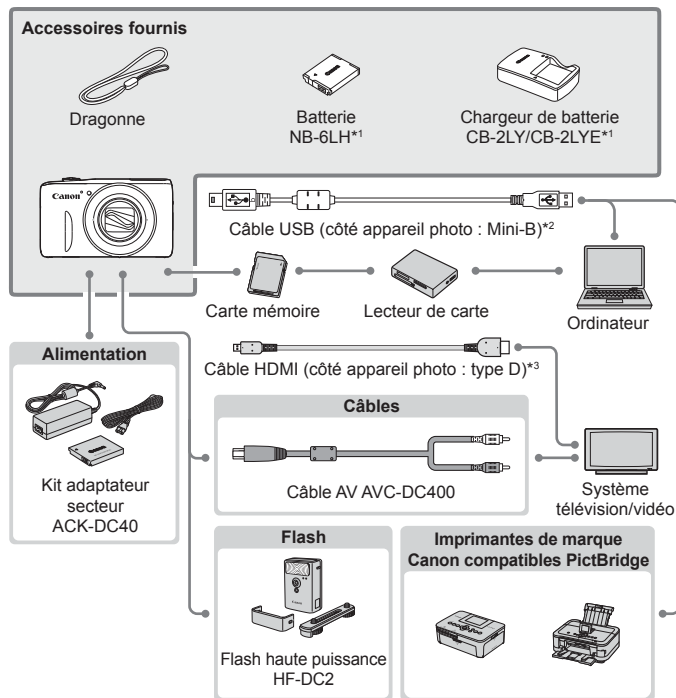 Accessoires fournis
Dragonne
Batterie
NB-6LH*1
Chargeur de batterie
CB-2LY/CB-2LYE*1
Canon
Câble USB (côté appareil photo : Mini-B)*2
Carte mémoire
Lecteur de carte
Ordinateur
Câble HDMI (côté appareil photo : type D)*3
Alimentation
Kit adaptateur
secteur
ACK-DC40
Câbles
Câble AV AVC-DC400
Système
télévision/vidéo
Flash
Flash haute puissance
HF-DC2
Imprimantes de marque
Canon compatibles PictBridge